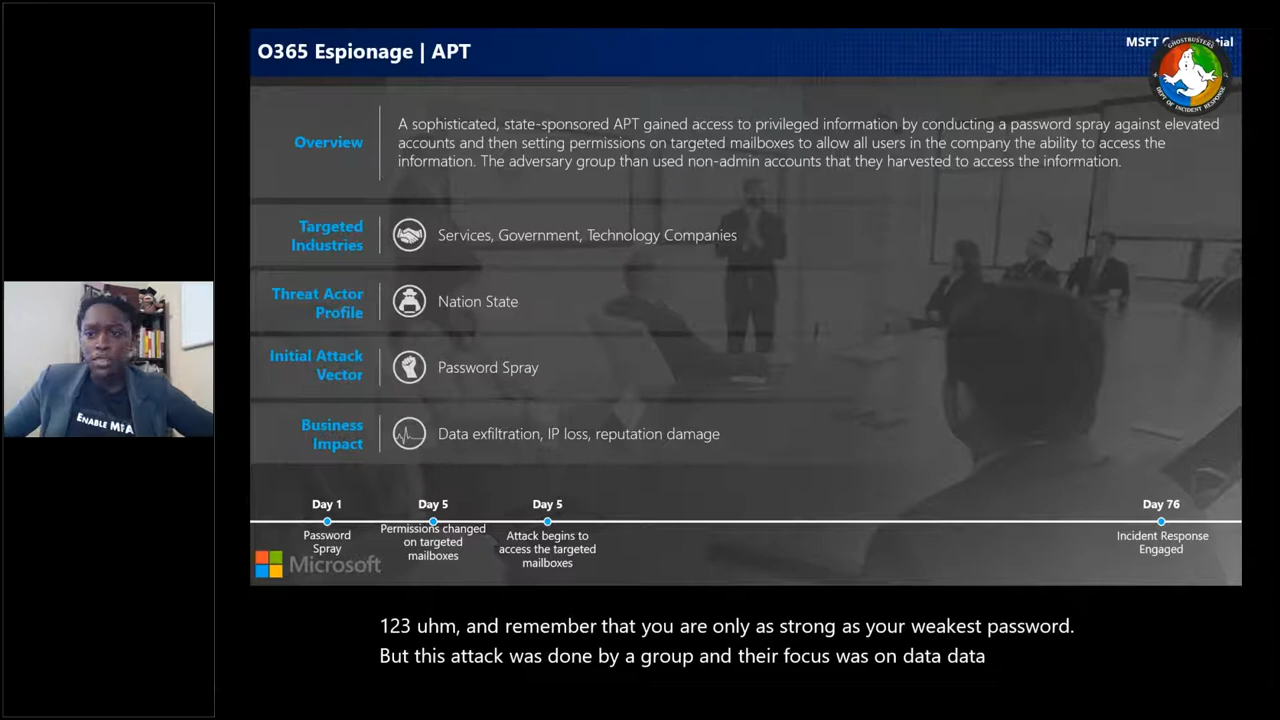 O365 Espionage | APT
MSFT
GHOSTBUSTERS
DEPT OF INCIDENT RESPONSE
Overview
A sophisticated, state-sponsored APT gained access to privileged information by conducting a password spray against elevated
accounts and then setting permissions on targeted mailboxes to allow all users in the company the ability to access the
information. The adversary group than used non-admin accounts that they harvested to access the information.
Targeted
Industries
Services, Government, Technology Companies
Threat Actor
Profile
Nation State
Initial Attack
Vector
Password Spray
Business
Impact
Data exfiltration, IP loss, reputation damage
ENABLE MFA
Day 1
Password
Spray
Day 5
Permissions changed
on targeted
mailboxes
Day 5
Attack begins to
access the targeted
mailboxes
Day 76
Incident Response
Engaged
Microsoft
123 uhm, and remember that you are only as strong as your weakest password.
But this attack was done by a group and their focus was on data data